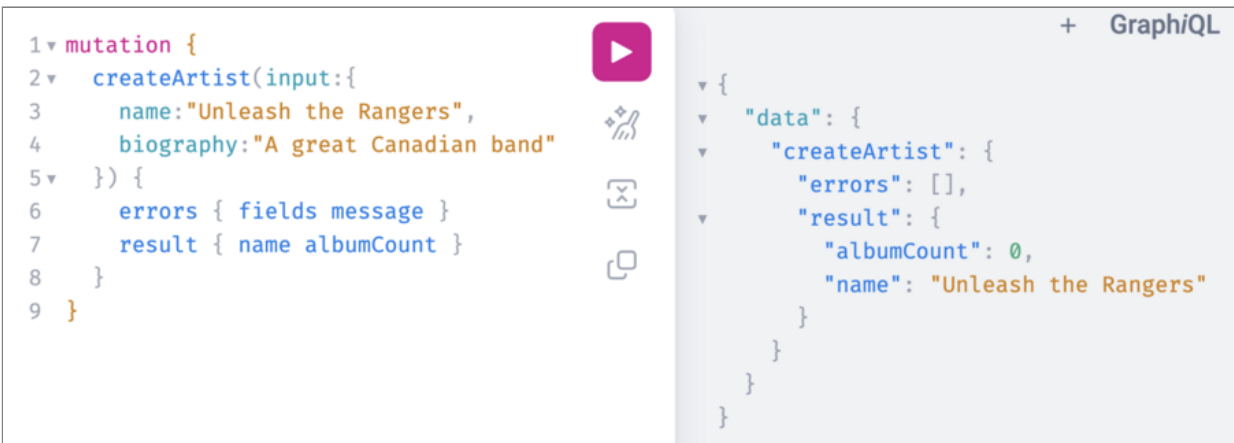 1 mutation {
2 createArtist(input:{
3 name:"Unleash the Rangers",
4 biography:"A great Canadian band"
5 }) {
6 errors { fields message }
7 result { name albumCount }
8 }
9 }
+ GraphiQL
{
"data": {
"createArtist": {
"errors": [],
"result": {
"albumCount": 0,
"name": "Unleash the Rangers"
}
}
}
}